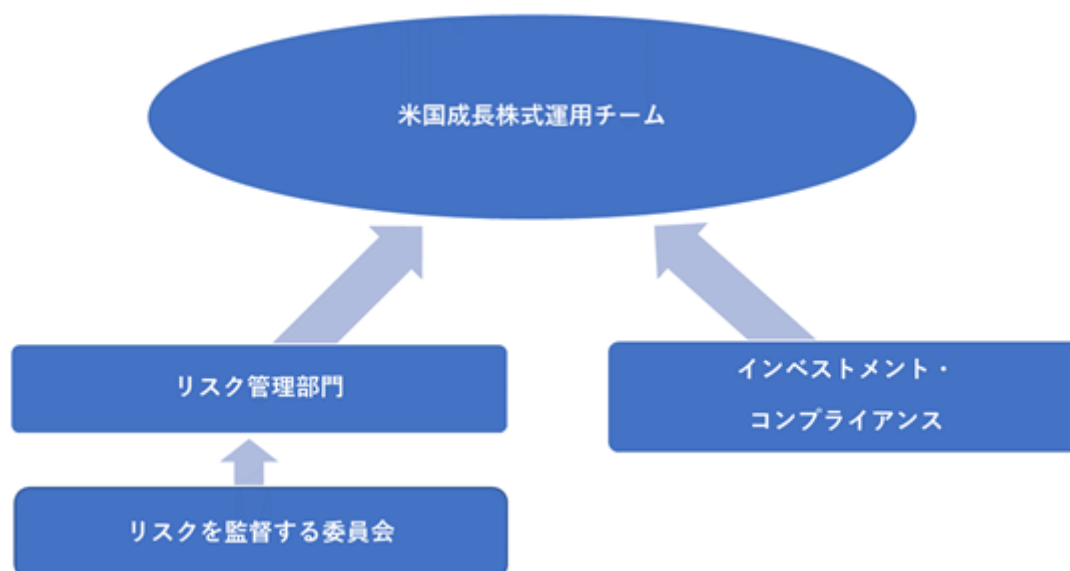 米国成長株式運用チーム
リスク管理部門
インベストメント・
コンプライアンス
リスクを監督する委員会